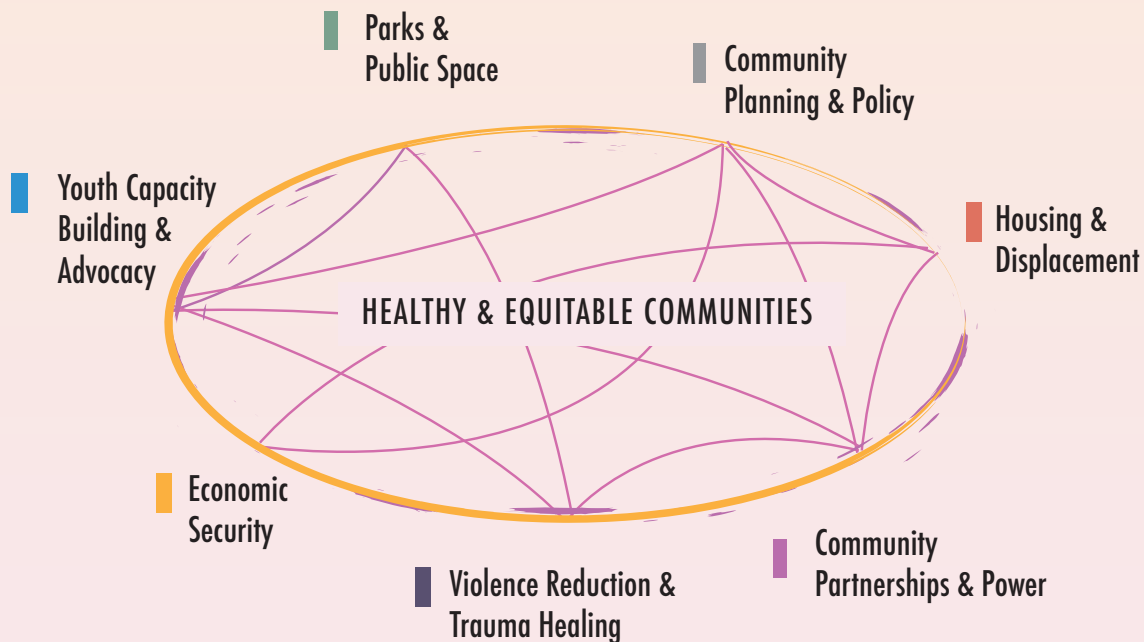 Parks &
Public Space
Community
Planning & Policy
Youth Capacity
Building &
Advocacy
Housing &
Displacement
HEALTHY & EQUITABLE COMMUNITIES
Economic
Security
Community
Partnerships & Power
Violence Reduction &
Trauma Healing